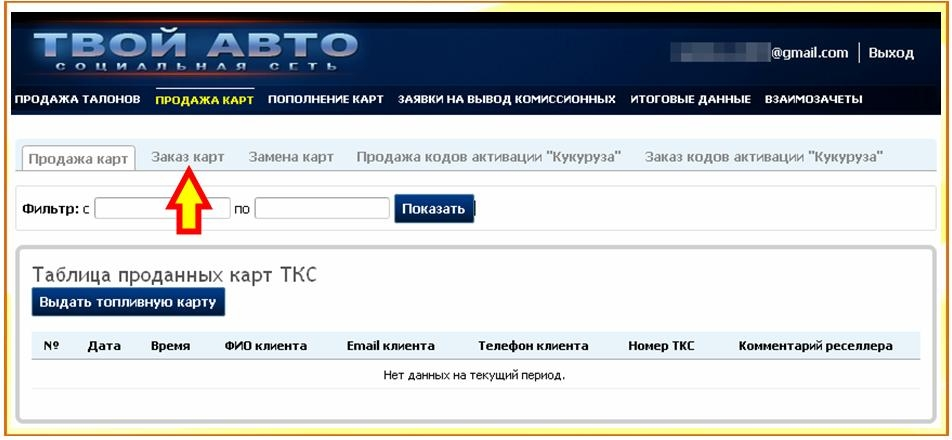 ТВОЙ АВТО
СОЦИАЛЬНАЯ СЕТЬ
@gmail.com | Выход
ПРОДАЖА ТАЛОНОВ ПРОДАЖА КАРТ ПОПОЛНЕНИЕ КАРТ ЗАЯВКИ НА ВЫВОД КОМИССИОННЫХ ИТОГОВЫЕ ДАННЫЕ ВЗАИМОЗАЧЕТЫ
Продажа карт Заказ карт Замена карт Продажа кодов активации "Кукуруза" Заказ кодов активации "Кукуруза"
Фильтр: с по Показать
Таблица проданных карт ТКС
Выдать топливную карту
№ Дата Время ФИО клиента Email клиента Телефон клиента Номер ТКС Комментарий реселлера
Нет данных на текущий период.